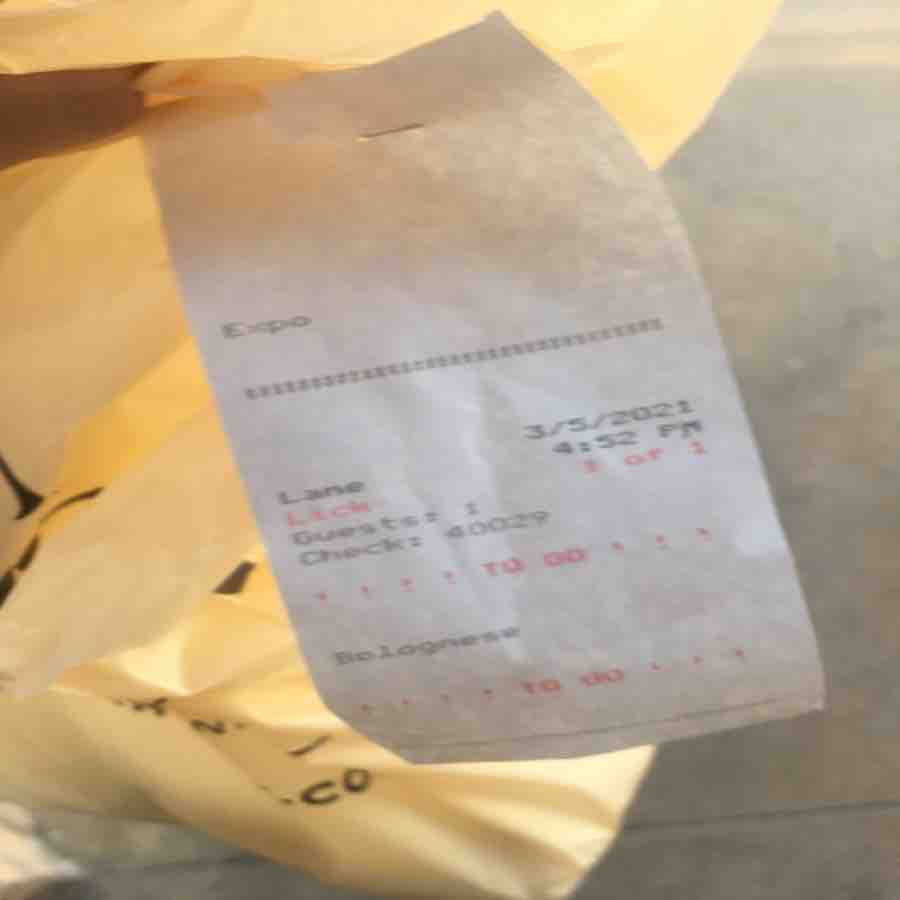 Expo
3/5/2021
4:52 PM
1 of 1
Lane
Lick
Guests: 1
Check: 40029
' ' ' ' TO GO ' ' '
Bolognese
' ' ' ' TO GO ' ' '
CO